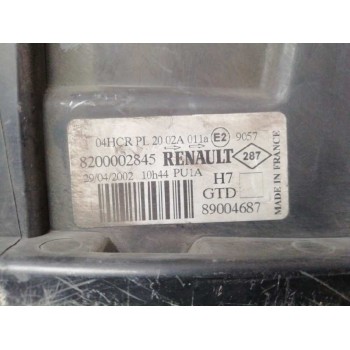 04HCR PL 20 02A 011a E2 9057
8200002845 RENAULT 287
29/04/2002 10h44 PU1A H7
GTD
89004687
MADE IN FRANCE